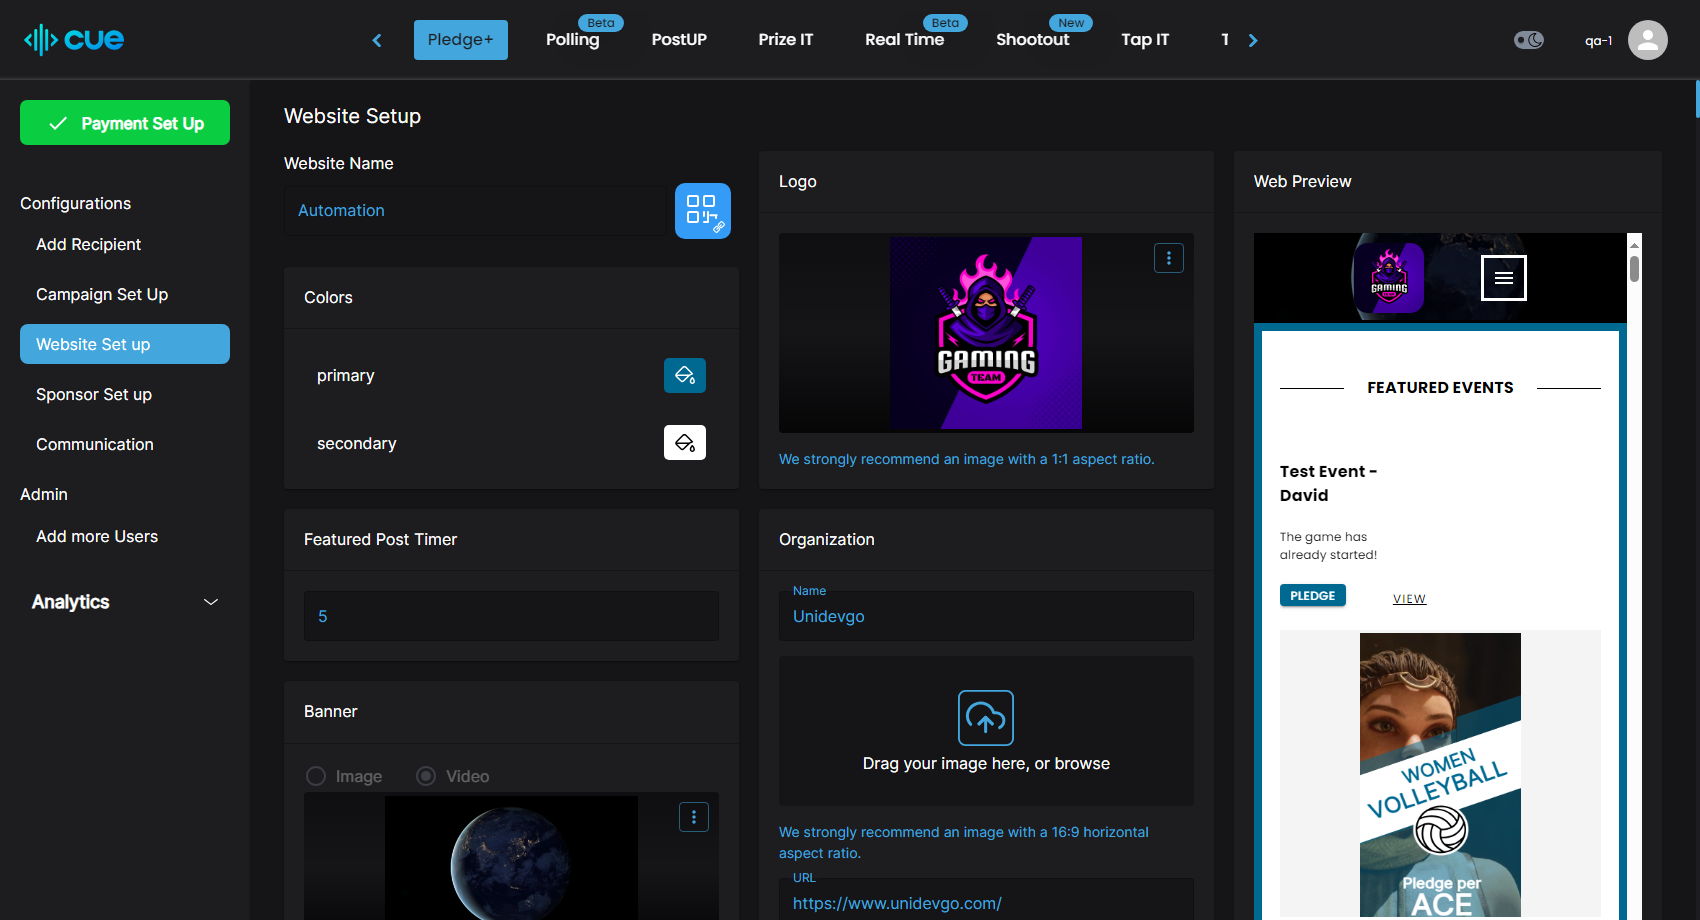 cue
Pledge+
Beta
Polling
PostUP
Prize IT
Beta
Real Time
New
Shootout
Tap IT
qa-1
Payment Set Up
Configurations
Add Recipient
Campaign Set Up
Website Set up
Sponsor Set up
Communication
Admin
Add more Users
Analytics
Website Setup
Website Name
Automation
Colors
primary
secondary
Featured Post Timer
5
Banner
Image
Video
Logo
GAMING
TEAM
We strongly recommend an image with a 1:1 aspect ratio.
Organization
Name
Unidevgo
Drag your image here, or browse
We strongly recommend an image with a 16:9 horizontal
aspect ratio.
URL
https://www.unidevgo.com/
Web Preview
GAMING
TEAM
FEATURED EVENTS
Test Event -
David
The game has
already started!
PLEDGE
VIEW
WOMEN
VOLLEYBALL
Pledge per
ACE